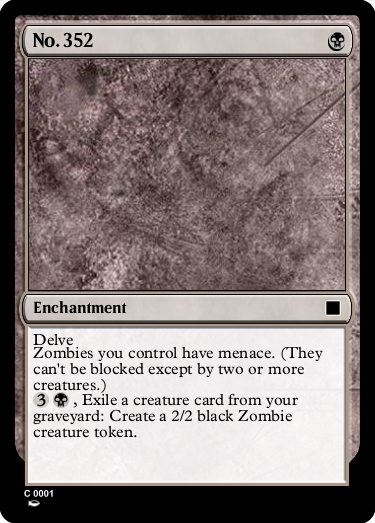 No. 352
Enchantment
Delve
Zombies you control have menace. (They
can't be blocked except by two or more
creatures.)
3 , Exile a creature card from your
graveyard: Create a 2/2 black Zombie
creature token.
C 0001